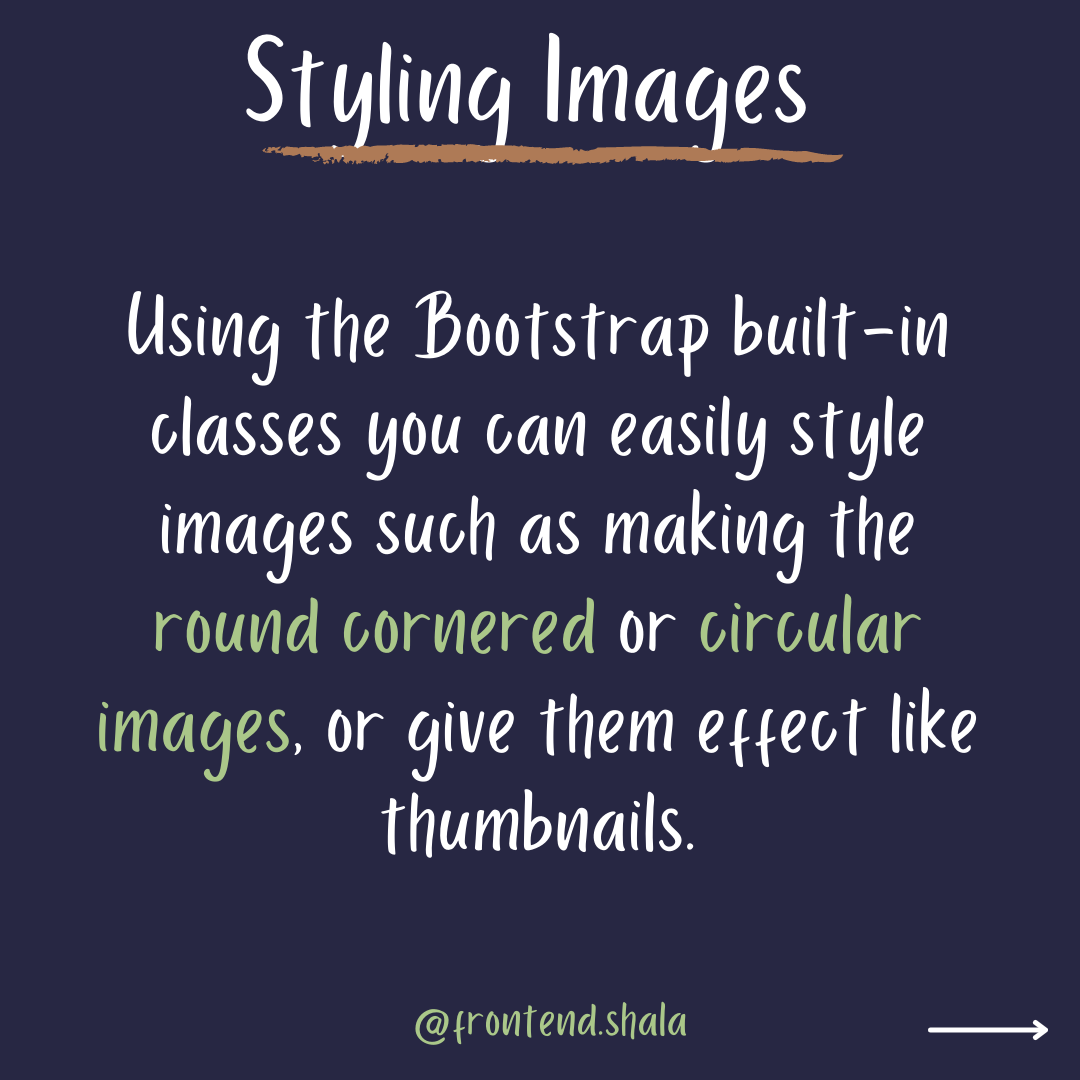 Styling Images
Using the Bootstrap built-in
classes you can easily style
images such as making the
round cornered or circular
images, or give them effect like
thumbnails.
@frontend.shala